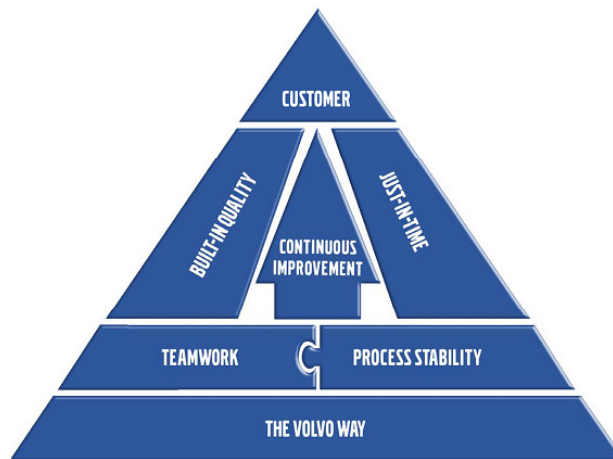 CUSTOMER
BUILT-IN QUALITY
CONTINUOUS
IMPROVEMENT
JUST-IN-TIME
TEAMWORK
PROCESS STABILITY
THE VOLVO WAY